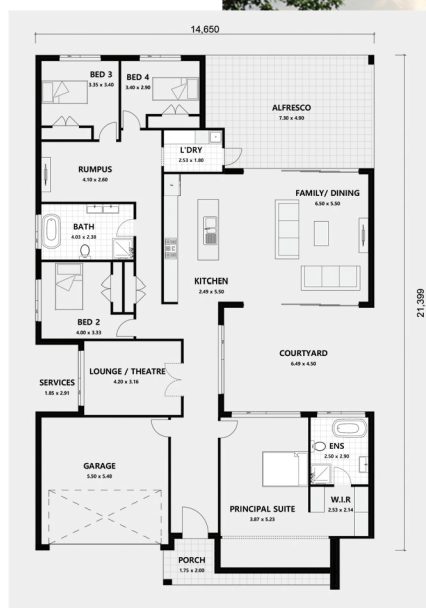 14,650
BED 3
3.35 x 3.40
BED 4
3.40 x 2.90
ALFRESCO
7.30 x 4.90
L'DRY
2.53 x 1.80
RUMPUS
4.10 x 2.60
FAMILY/ DINING
6.50 x 5.50
BATH
4.03 x 2.38
KITCHEN
2.49 x 5.50
21,399
BED 2
4.00 x 3.33
COURTYARD
6.49 x 4.50
LOUNGE / THEATRE
4.20 x 3.16
SERVICES
1.85 x 2.91
ENS
2.50 x 2.90
GARAGE
5.50 x 5.48
W.I.R
2.53 x 2.14
PRINCIPAL SUITE
3.87 x 5.23
PORCH
1.75 x 2.00